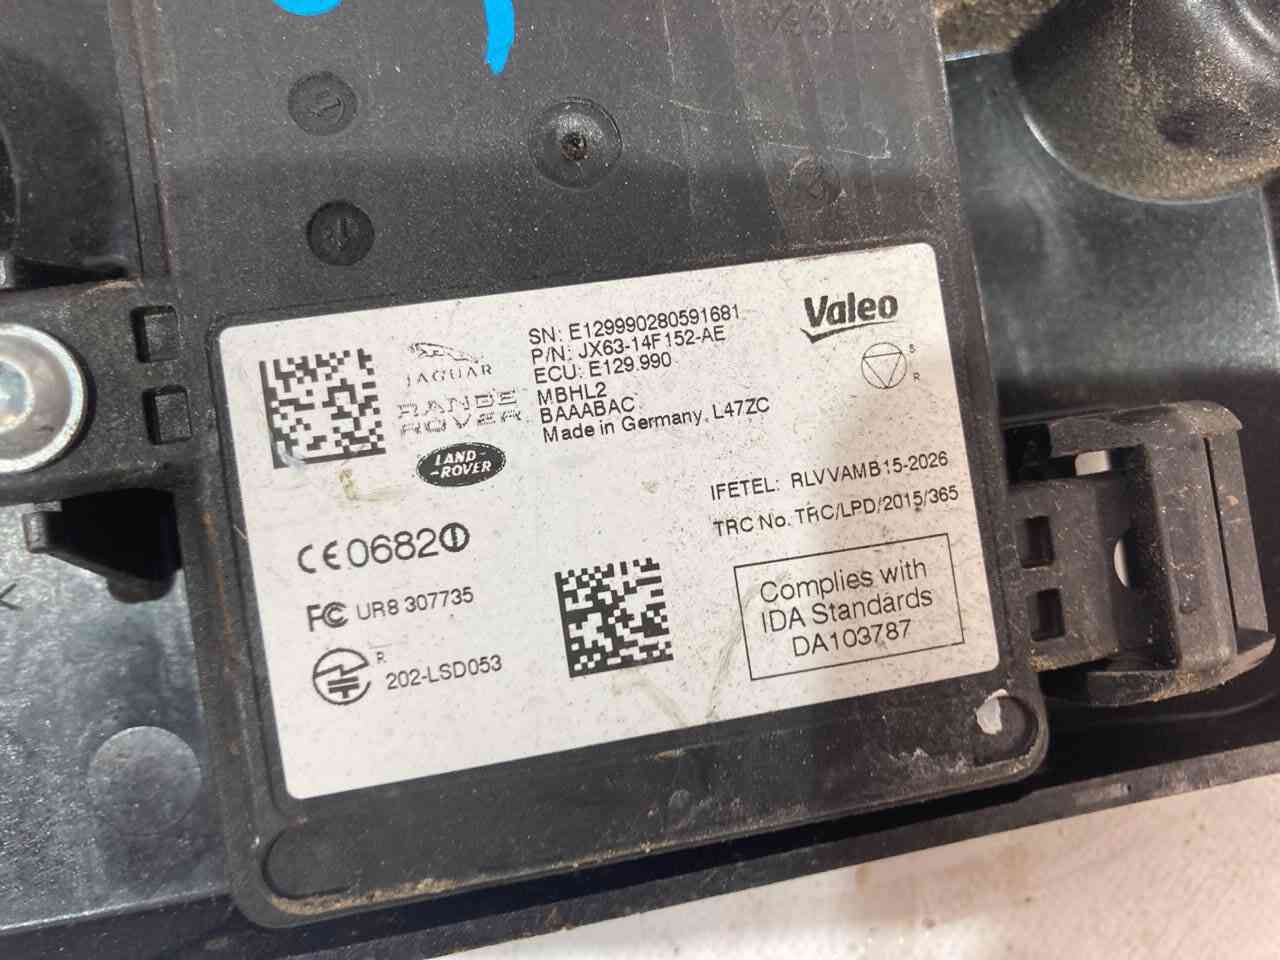 SN: E129990280591681
P/N: JX63-14F152-AE
ECU: E129.990
MBHL2
BAAABAC
Made in Germany, L47ZC
Valeo
S
R
JAGUAR
RANGE
ROVER
LAND-
-ROVER
IFETEL: RLVVAMB15-2026
TRC No. TRC/LPD/2015/365
CE0682
FC UR8 307735
R
202-LSD053
Complies with
IDA Standards
DA103787